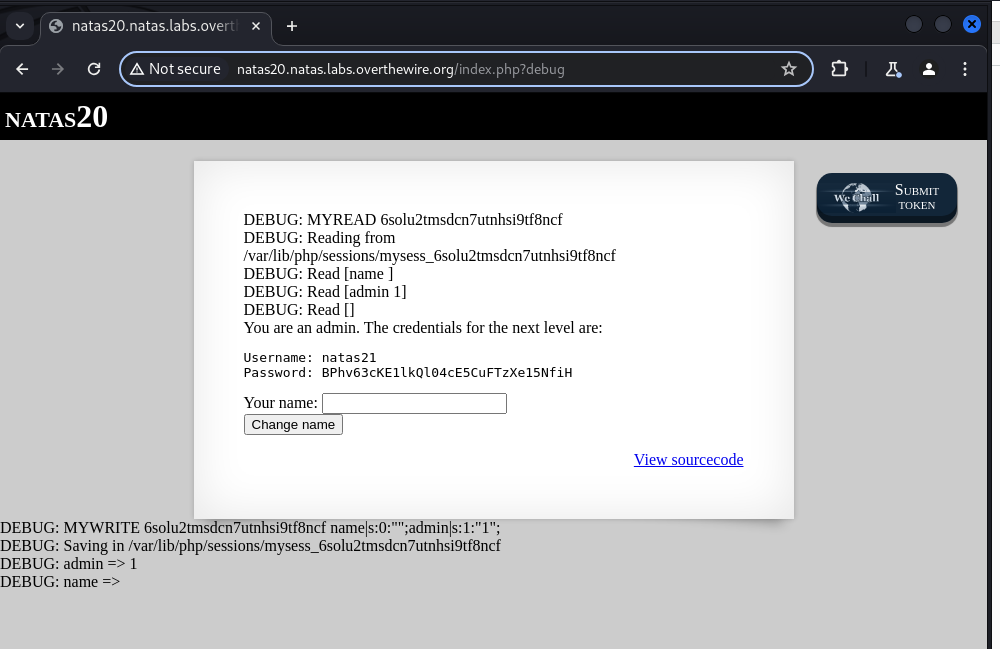 natas20.natas.labs.overt
Not secure natas20.natas.labs.overthewire.org/index.php?debug
NATAS20
We Chall
SUBMIT
TOKEN
DEBUG: MYREAD 6solu2tmsdcn7utnhsi9tf8ncf
DEBUG: Reading from
/var/lib/php/sessions/mysess_6solu2tmsdcn7utnhsi9tf8ncf
DEBUG: Read [name ]
DEBUG: Read [admin 1]
DEBUG: Read []
You are an admin. The credentials for the next level are:
Username: natas21
Password: BPhv63cKE1lkQl04cE5CuFTzXe15NfiH
Your name:
Change name
View sourcecode
DEBUG: MYWRITE 6solu2tmsdcn7utnhsi9tf8ncf name|s:0:"";admin|s:1:"1";
DEBUG: Saving in /var/lib/php/sessions/mysess_6solu2tmsdcn7utnhsi9tf8ncf
DEBUG: admin => 1
DEBUG: name =>